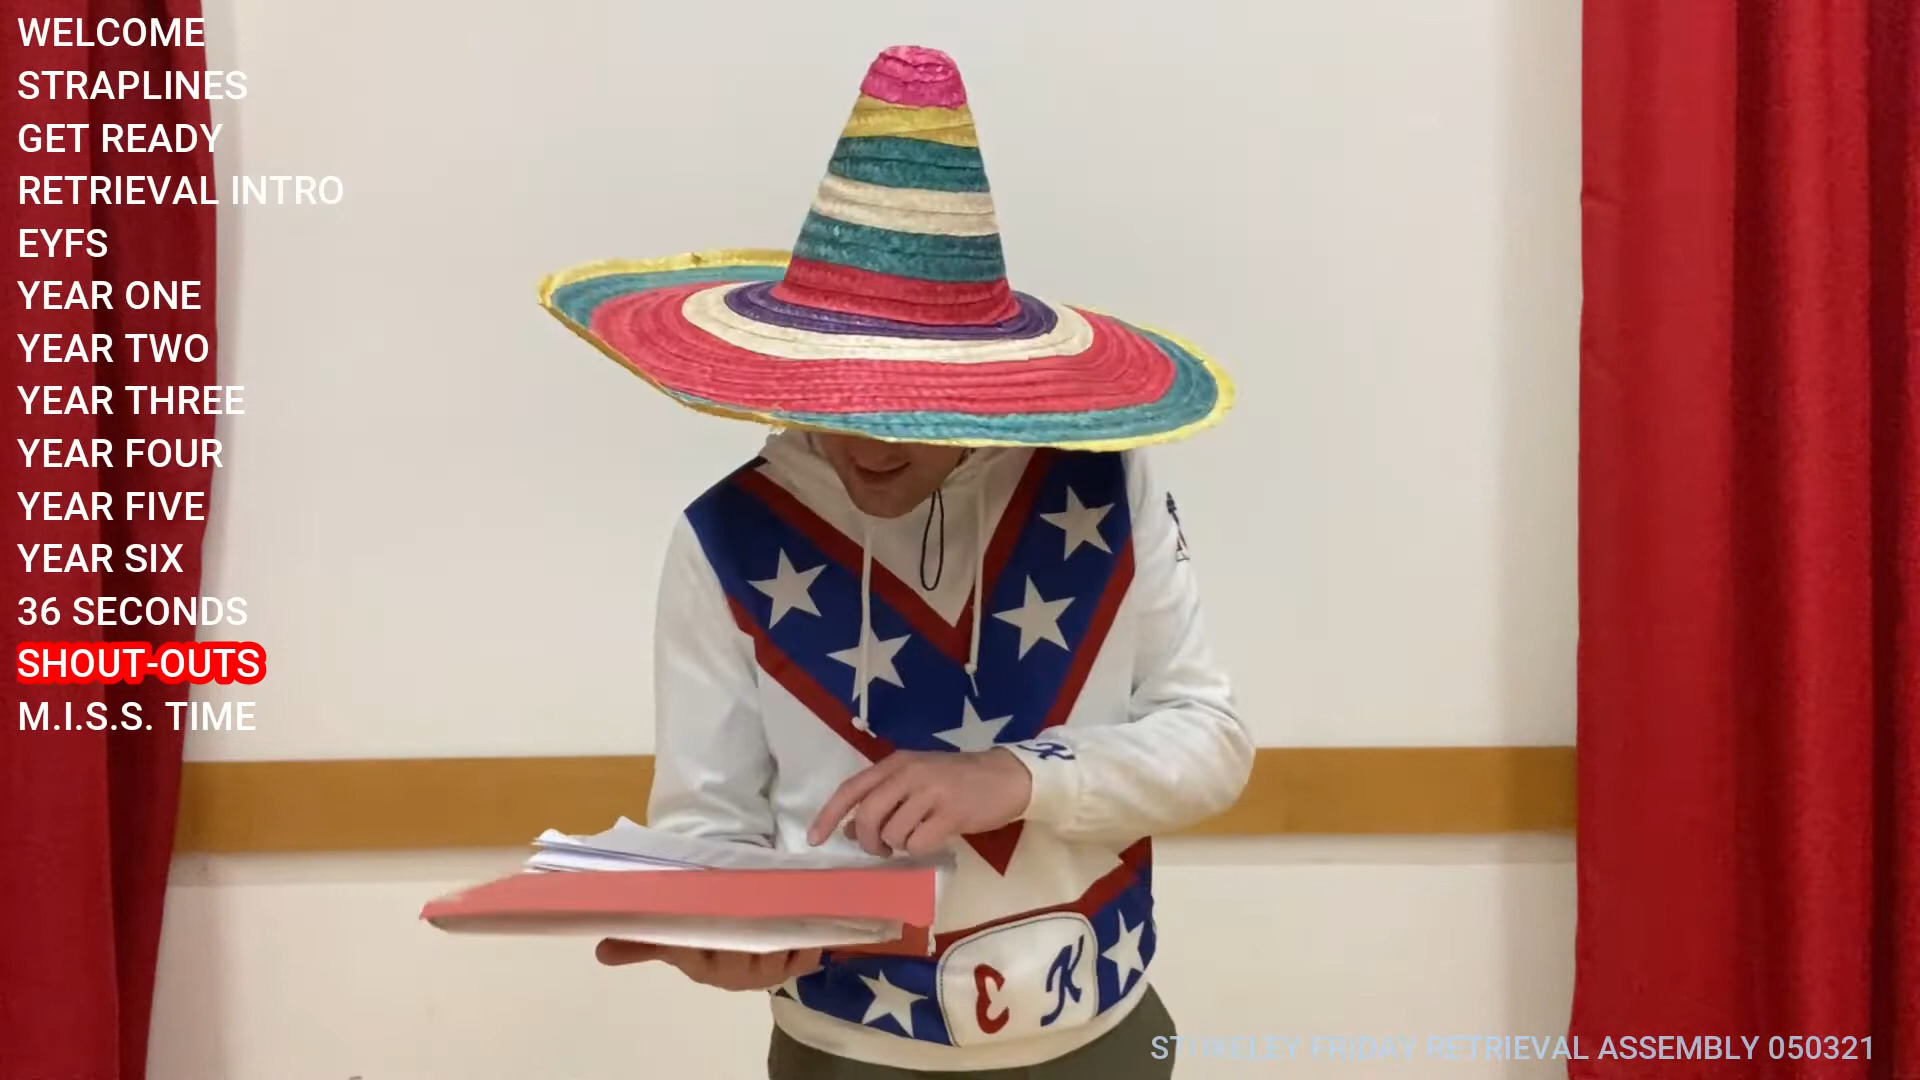 WELCOME
STRAPLINES
GET READY
RETRIEVAL INTRO
EYFS
YEAR ONE
YEAR TWO
YEAR THREE
YEAR FOUR
YEAR FIVE
YEAR SIX
36 SECONDS
SHOUT-OUTS
M.I.S.S. TIME
E K
STUKELEY FRIDAY RETRIEVAL ASSEMBLY 050321